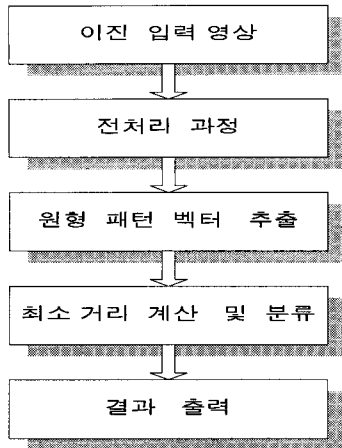 이진 입력 영상
전처리 과정
원형 패턴 벡터 추출
최소 거리 계산 및 분류
결과 출력